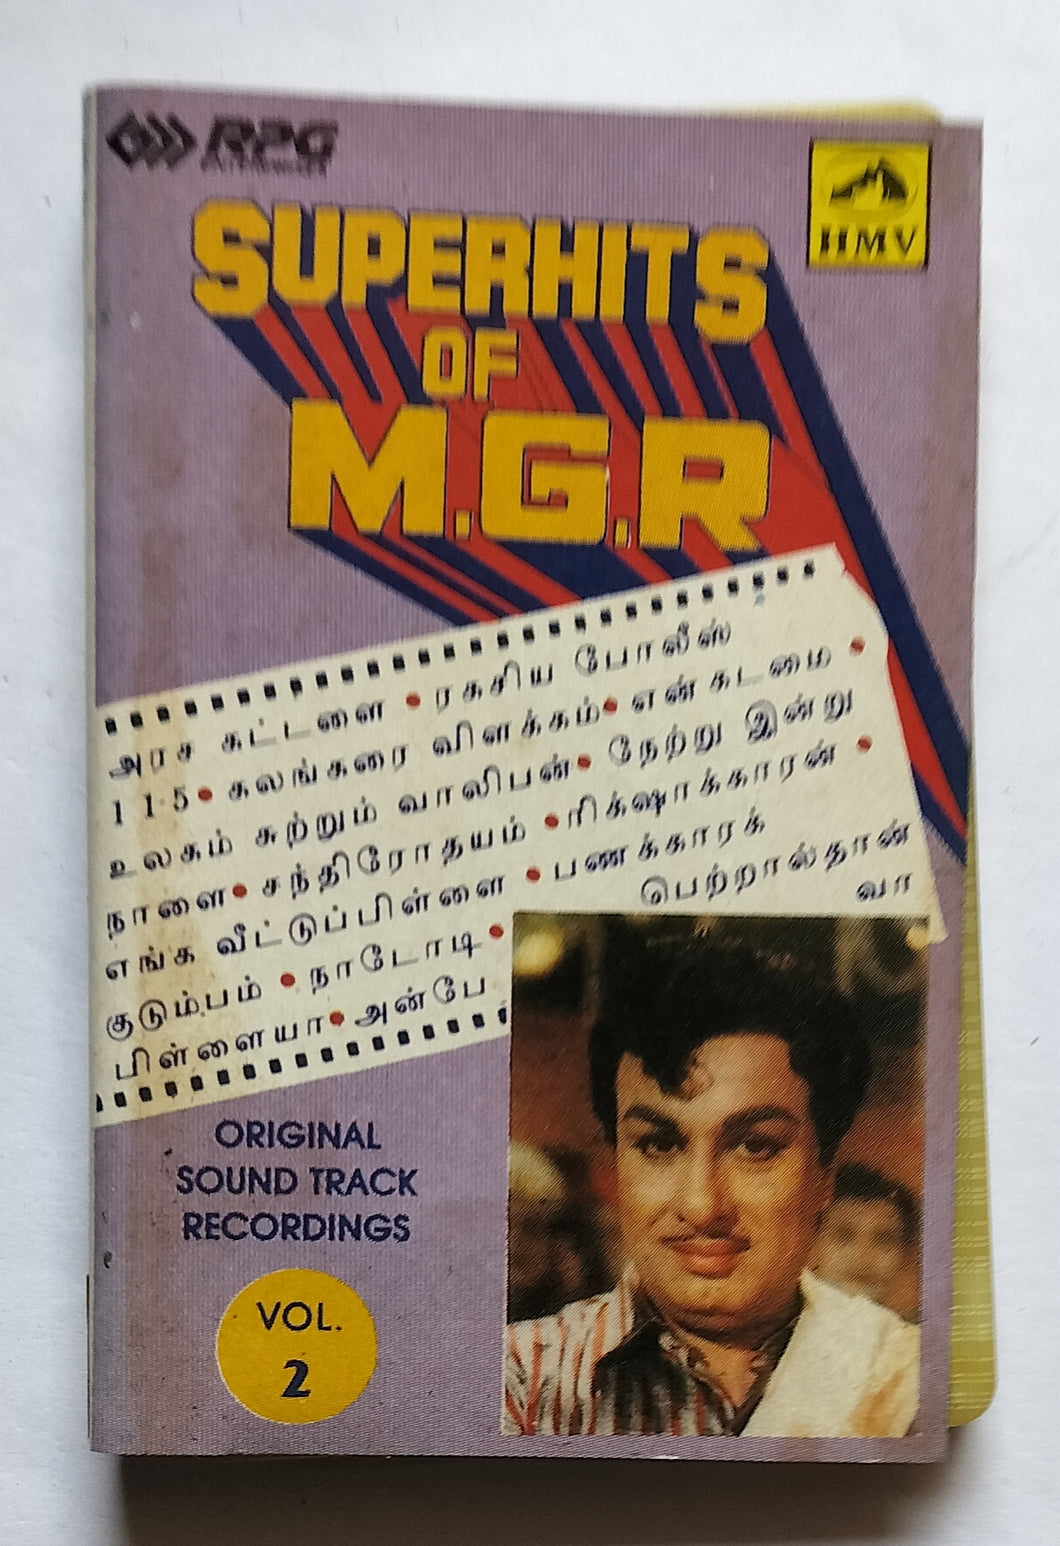 RPG
ENTERPRISES
HMV
SUPERHITS
OF
M.G.R
அரச கட்டளை • ரகசிய போலீஸ்
115 • கலங்கரை விளக்கம் • என் கடமை •
உலகம் சுற்றும் வாலிபன் • நேற்று இன்று
நாளை • சந்திரோதயம் • ரிக்‌ஷாக்காரன் •
எங்க வீட்டுப்பிள்ளை • பணக்காரக்
குடும்பம் • நாடோடி • பெற்றால்தான்
பிள்ளையா • அன்பே வா
ORIGINAL
SOUND TRACK
RECORDINGS
VOL.
2